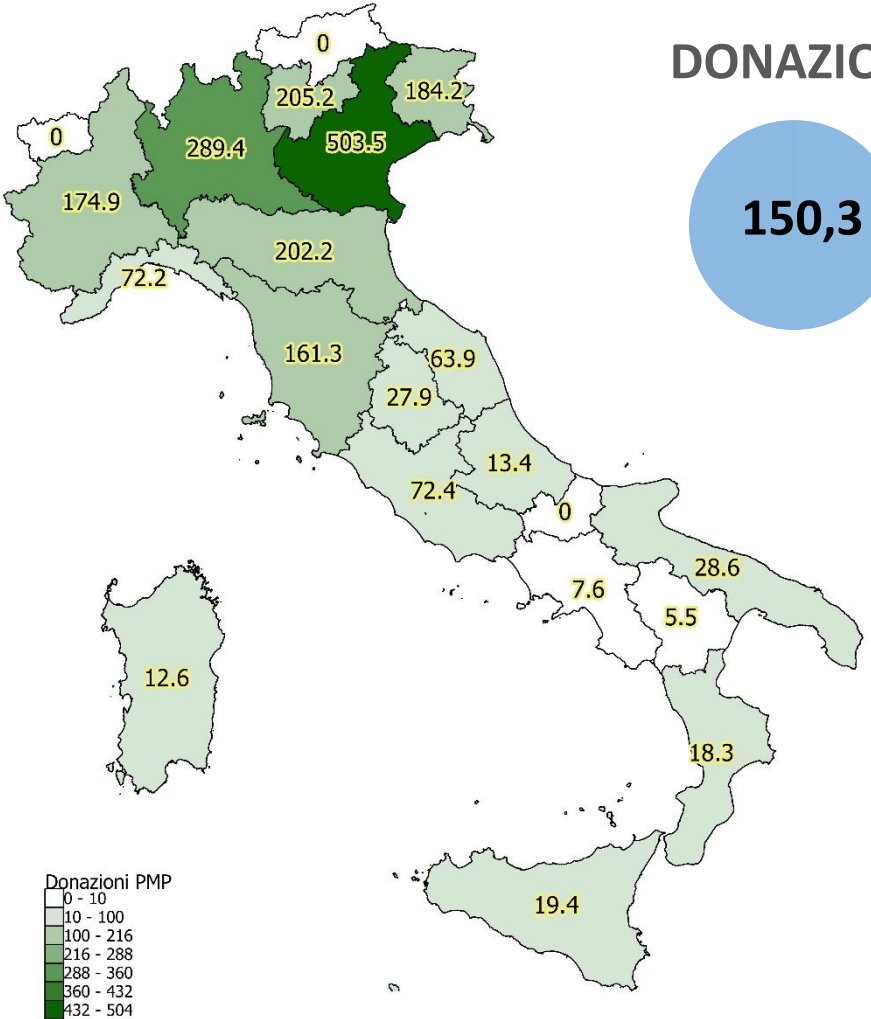 DONAZIO
150,3
0
205.2
184.2
0
289.4
503.5
174.9
202.2
72.2
161.3
63.9
27.9
13.4
72.4
0
28.6
7.6
5.5
12.6
18.3
19.4
Donazioni PMP
0 - 10
10 - 100
100 - 216
216 - 288
288 - 360
360 - 432
432 - 504